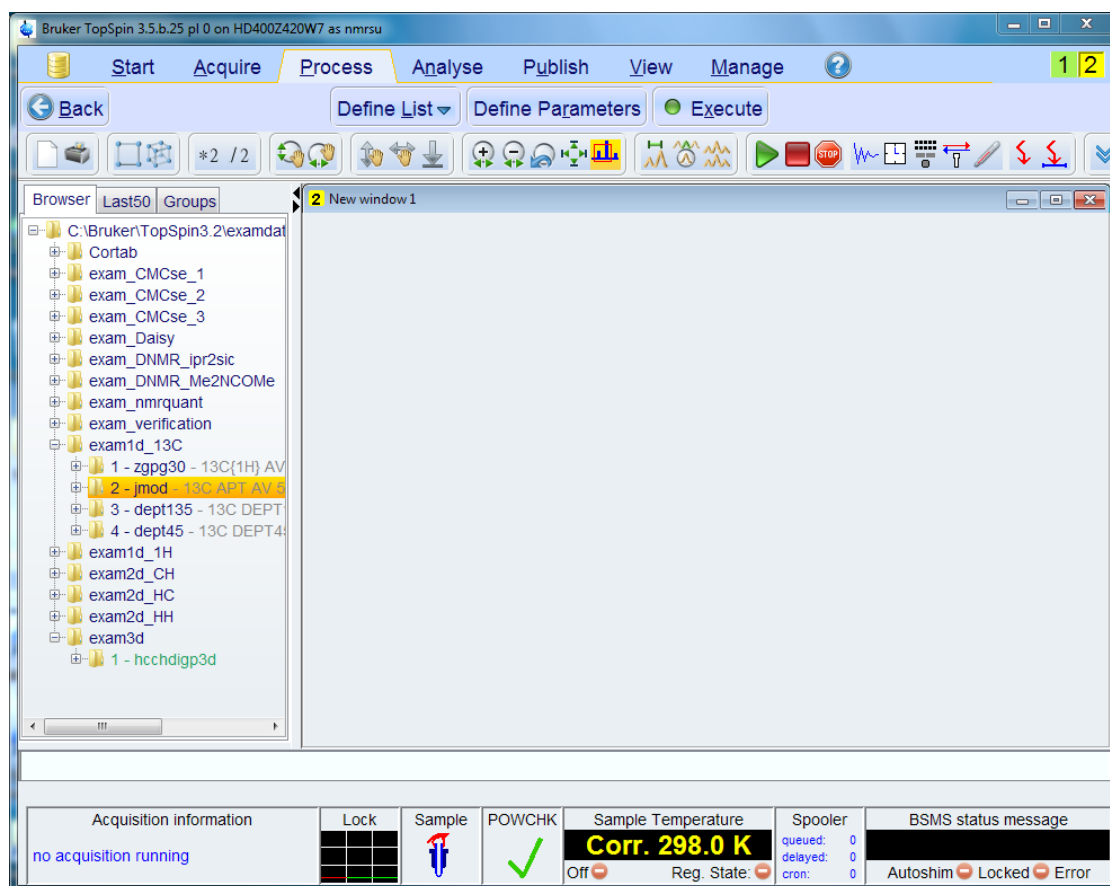 Bruker TopSpin 3.5.b.25 pl 0 on HD400Z420W7 as nmrsu
Start Acquire Process Analyse Publish View Manage ? 1 2
Back Define List Define Parameters Execute
*2 /2 STOP
Browser Last50 Groups 2 New window 1
C:\Bruker\TopSpin3.2\examdat
Cortab
exam_CMCse_1
exam_CMCse_2
exam_CMCse_3
exam_Daisy
exam_DNMR_ipr2sic
exam_DNMR_Me2NCOMe
exam_nmrquant
exam_verification
exam1d_13C
1 - zgpg30 - 13C{1H} AV
2 - jmod - 13C APT AV 5
3 - dept135 - 13C DEPT
4 - dept45 - 13C DEPT4
exam1d_1H
exam2d_CH
exam2d_HC
exam2d_HH
exam3d
1 - hcchdigp3d
Acquisition information Lock Sample POWCHK Sample Temperature Spooler BSMS status message
no acquisition running Corr. 298.0 K queued: 0
delayed: 0
Off Reg. State: cron: 0 Autoshim Locked Error